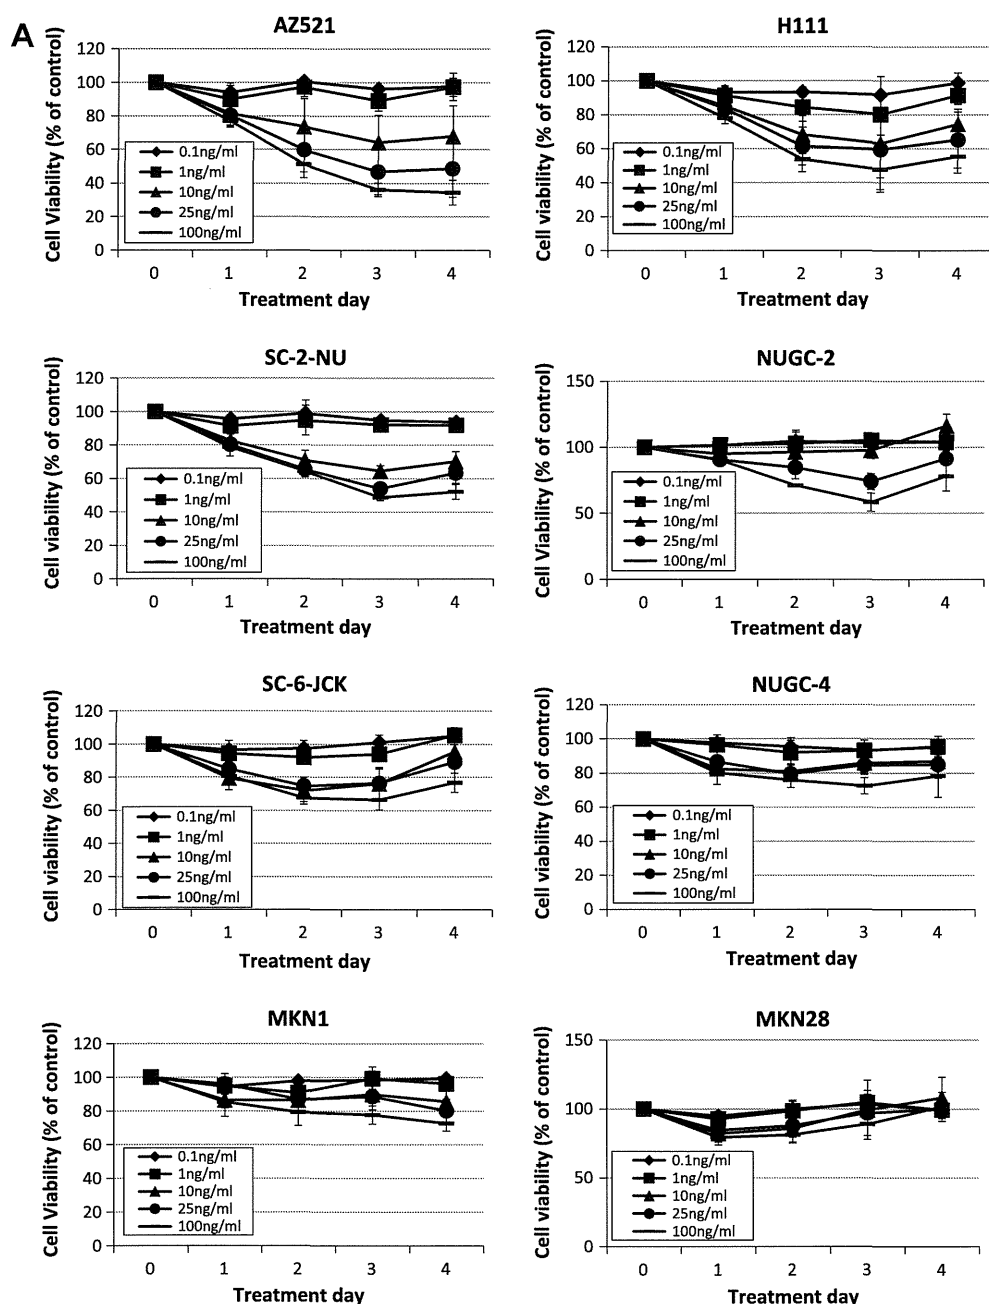 A
AZ521
Cell Viability (% of control)
120
100
80
60
40
20
0
0.1ng/ml
1ng/ml
10ng/ml
25ng/ml
100ng/ml
0 1 2 3 4
Treatment day
H111
Cell viability (% of control)
120
100
80
60
40
20
0
0.1ng/ml
1ng/ml
10ng/ml
25ng/ml
100ng/ml
0 1 2 3 4
Treatment day
SC-2-NU
Cell viability (% of control)
120
100
80
60
40
20
0
0.1ng/ml
1ng/ml
10ng/ml
25ng/ml
100ng/ml
0 1 2 3 4
Treatment day
NUGC-2
Cell Viability (% of control)
150
100
50
0
0.1ng/ml
1ng/ml
10ng/ml
25ng/ml
100ng/ml
0 1 2 3 4
Treatment day
SC-6-JCK
Cell viability (% of control)
120
100
80
60
40
20
0
0.1ng/ml
1ng/ml
10ng/ml
25ng/ml
100ng/ml
0 1 2 3 4
Treatment day
NUGC-4
Cell viability (% of control)
120
100
80
60
40
20
0
0.1ng/ml
1ng/ml
10ng/ml
25ng/ml
100ng/ml
0 1 2 3 4
Treatment day
MKN1
Cell Viability (% of control)
120
100
80
60
40
20
0
0.1ng/ml
1ng/ml
10ng/ml
25ng/ml
100ng/ml
0 1 2 3 4
Treatment day
MKN28
Cell viability (% of control)
150
100
50
0
0.1ng/ml
1ng/ml
10ng/ml
25ng/ml
100ng/ml
0 1 2 3 4
Treatment day